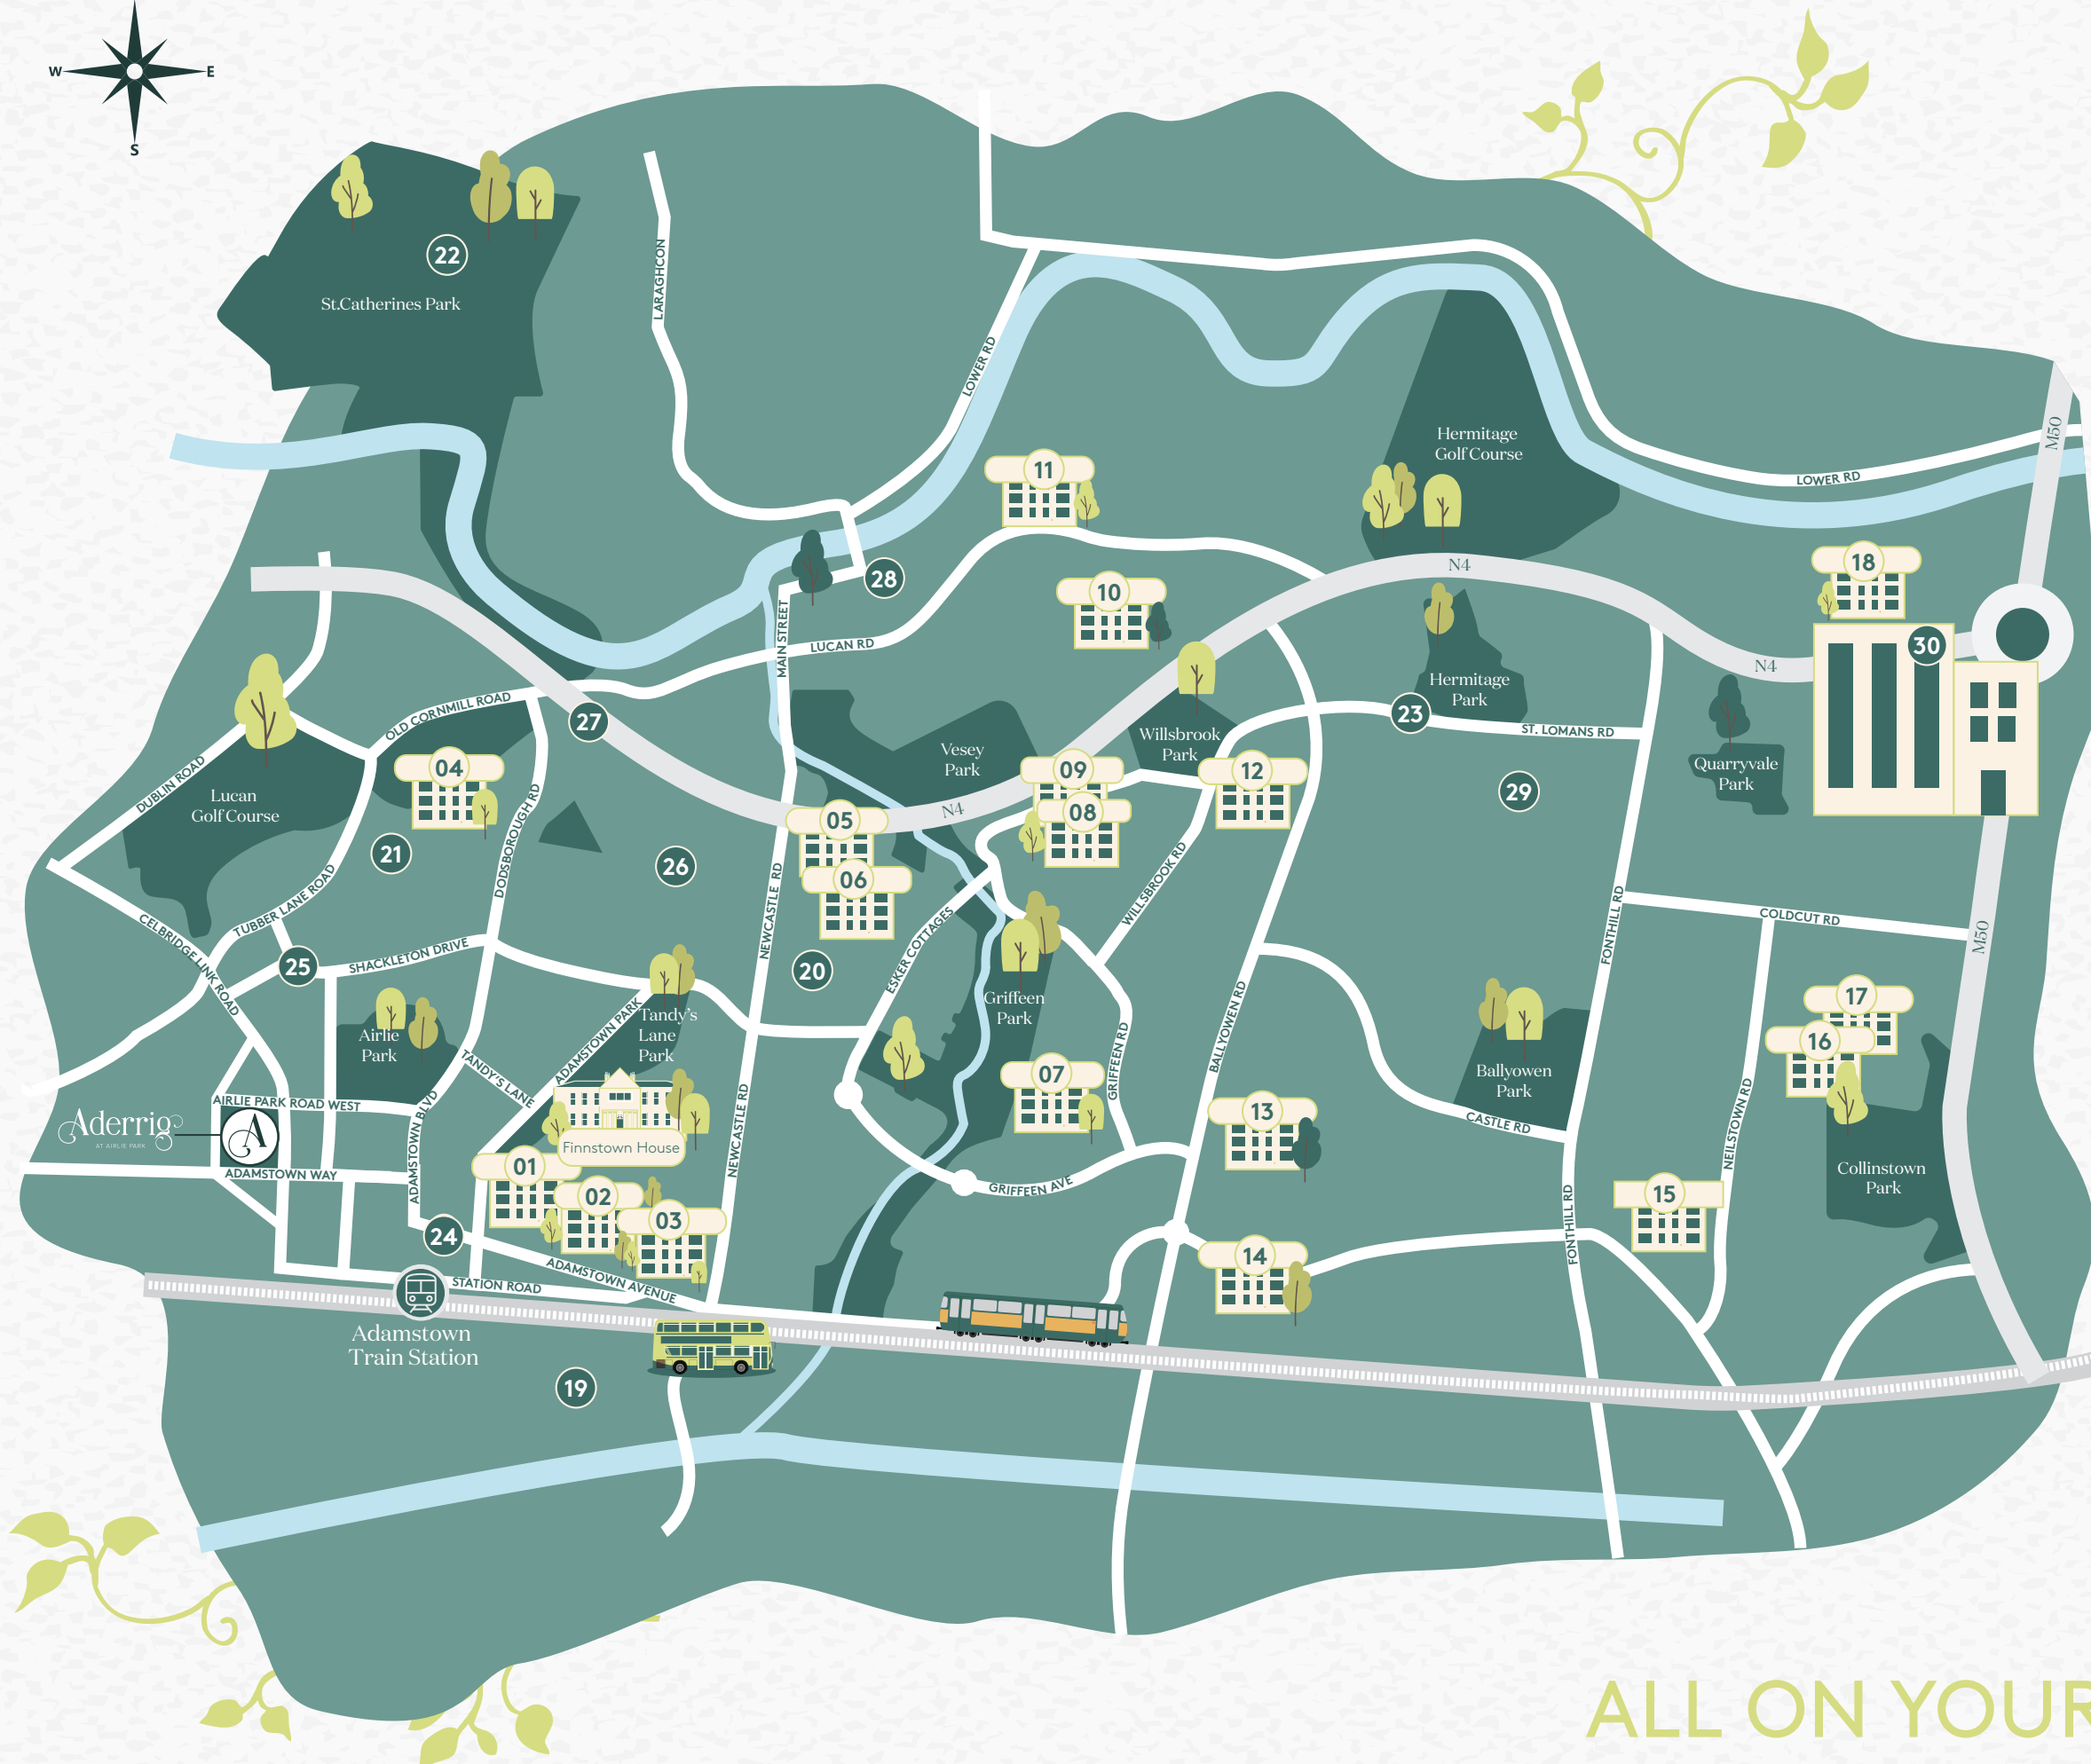 W
E
S
22
St.Catherines Park
LARAGHCON
LOWER RD
Hermitage
Golf Course
LOWER RD
M50
11
28
MAIN STREET
LUCAN RD
10
N4
18
30
N4
Hermitage
Park
23
ST. LOMANS RD
Quarryvale
Park
29
Willsbrook
Park
Vesey
Park
N4
09
08
12
27
OLD CORNMILL ROAD
04
DUBLIN ROAD
Lucan
Golf Course
21
DODSBOROUGH RD
26
05
06
NEWCASTLE RD
20
ESKER COTTAGES
WILLSBROOK RD
FONTHILL RD
COLDCUT RD
M50
CELBRIDGE LINK ROAD
TUBBER LANE ROAD
25
SHACKLETON DRIVE
Airlie
Park
TANDY'S LANE
ADAMSTOWN PARK
Tandy's
Lane
Park
Griffeen
Park
GRIFFEEN RD
BALLYOWEN RD
07
13
Ballyowen
Park
CASTLE RD
NEILSTOWN RD
17
16
Collinstown
Park
15
Aderrig
AT AIRLIE PARK
A
AIRLIE PARK ROAD WEST
ADAMSTOWN WAY
ADAMSTOWN BLVD
Finnstown House
01
02
03
NEWCASTLE RD
GRIFFEEN AVE
14
FONTHILL RD
24
STATION ROAD
ADAMSTOWN AVENUE
Adamstown
Train Station
19
ALL ON YOUR